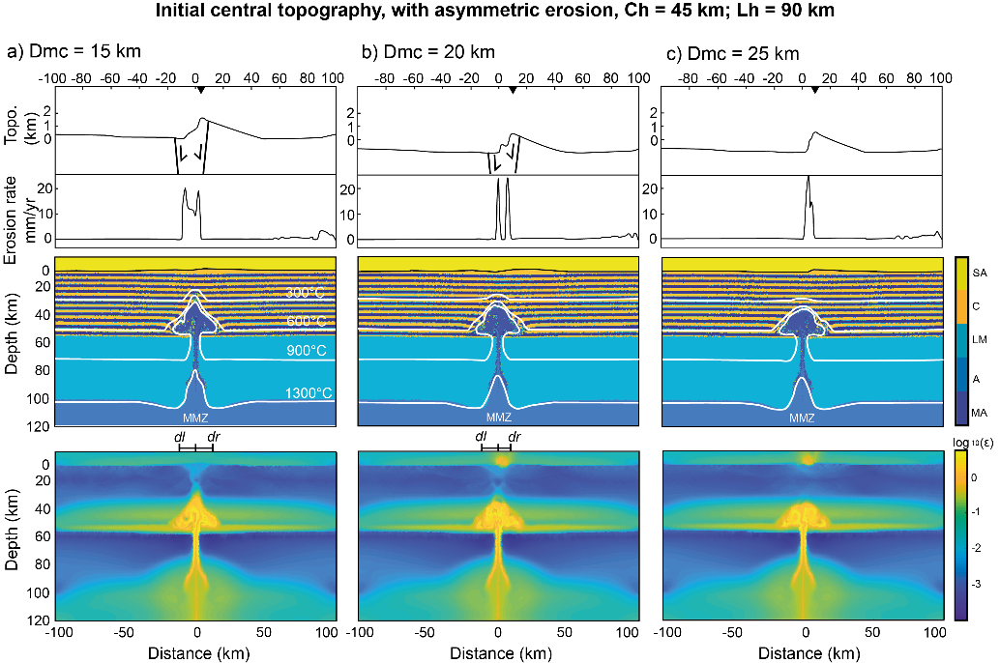 Initial central topography, with asymmetric erosion, Ch = 45 km; Lh = 90 km
a) Dmc = 15 km
b) Dmc = 20 km
c) Dmc = 25 km
-100 -80 -60 -40 -20 0 20 40 60 80 100
-80 -60 -40 -20 0 20 40 60 80 100
-80 -60 -40 -20 0 20 40 60 80 100
Topo. (km)
2
1
0
2
1
0
2
1
0
Erosion rate mm/yr
20
10
0
20
10
0
20
10
0
Depth (km)
0
20
40
60
80
100
120
300°C
600°C
900°C
1300°C
MMZ
MMZ
MMZ
SA
C
LM
A
MA
dl dr
dl dr
log 10(ε)
Depth (km)
0
20
40
60
80
100
120
0
-1
-2
-3
-100 -50 0 50 -100 -50 0 50 -100 -50 0 50 100
Distance (km)
Distance (km)
Distance (km)